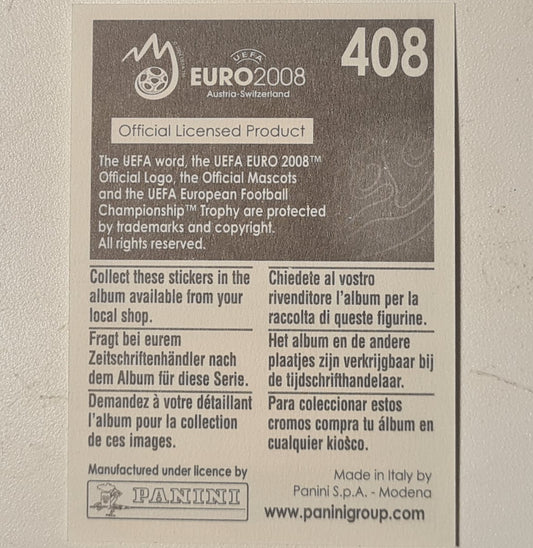 408
UEFA
EURO2008
Austria-Switzerland
Official Licensed Product
The UEFA word, the UEFA EURO 2008™
Official Logo, the Official Mascots
and the UEFA European Football
Championship™ Trophy are protected
by trademarks and copyright.
All rights reserved.
Collect these stickers in the
album available from your
local shop.
Fragt bei eurem
Zeitschriftenhändler nach
dem Album für diese Serie.
Demandez à votre détaillant
l'album pour la collection
de ces images.
Chiedete al vostro
rivenditore l'album per la
raccolta di queste figurine.
Het album en de andere
plaatjes zijn verkrijgbaar bij
de tijdschrifthandelaar.
Para coleccionar estos
cromos compra tu álbum en
cualquier kiosco.
Manufactured under licence by
PANINI
Made in Italy by
Panini S.p.A. - Modena
www.paninigroup.com